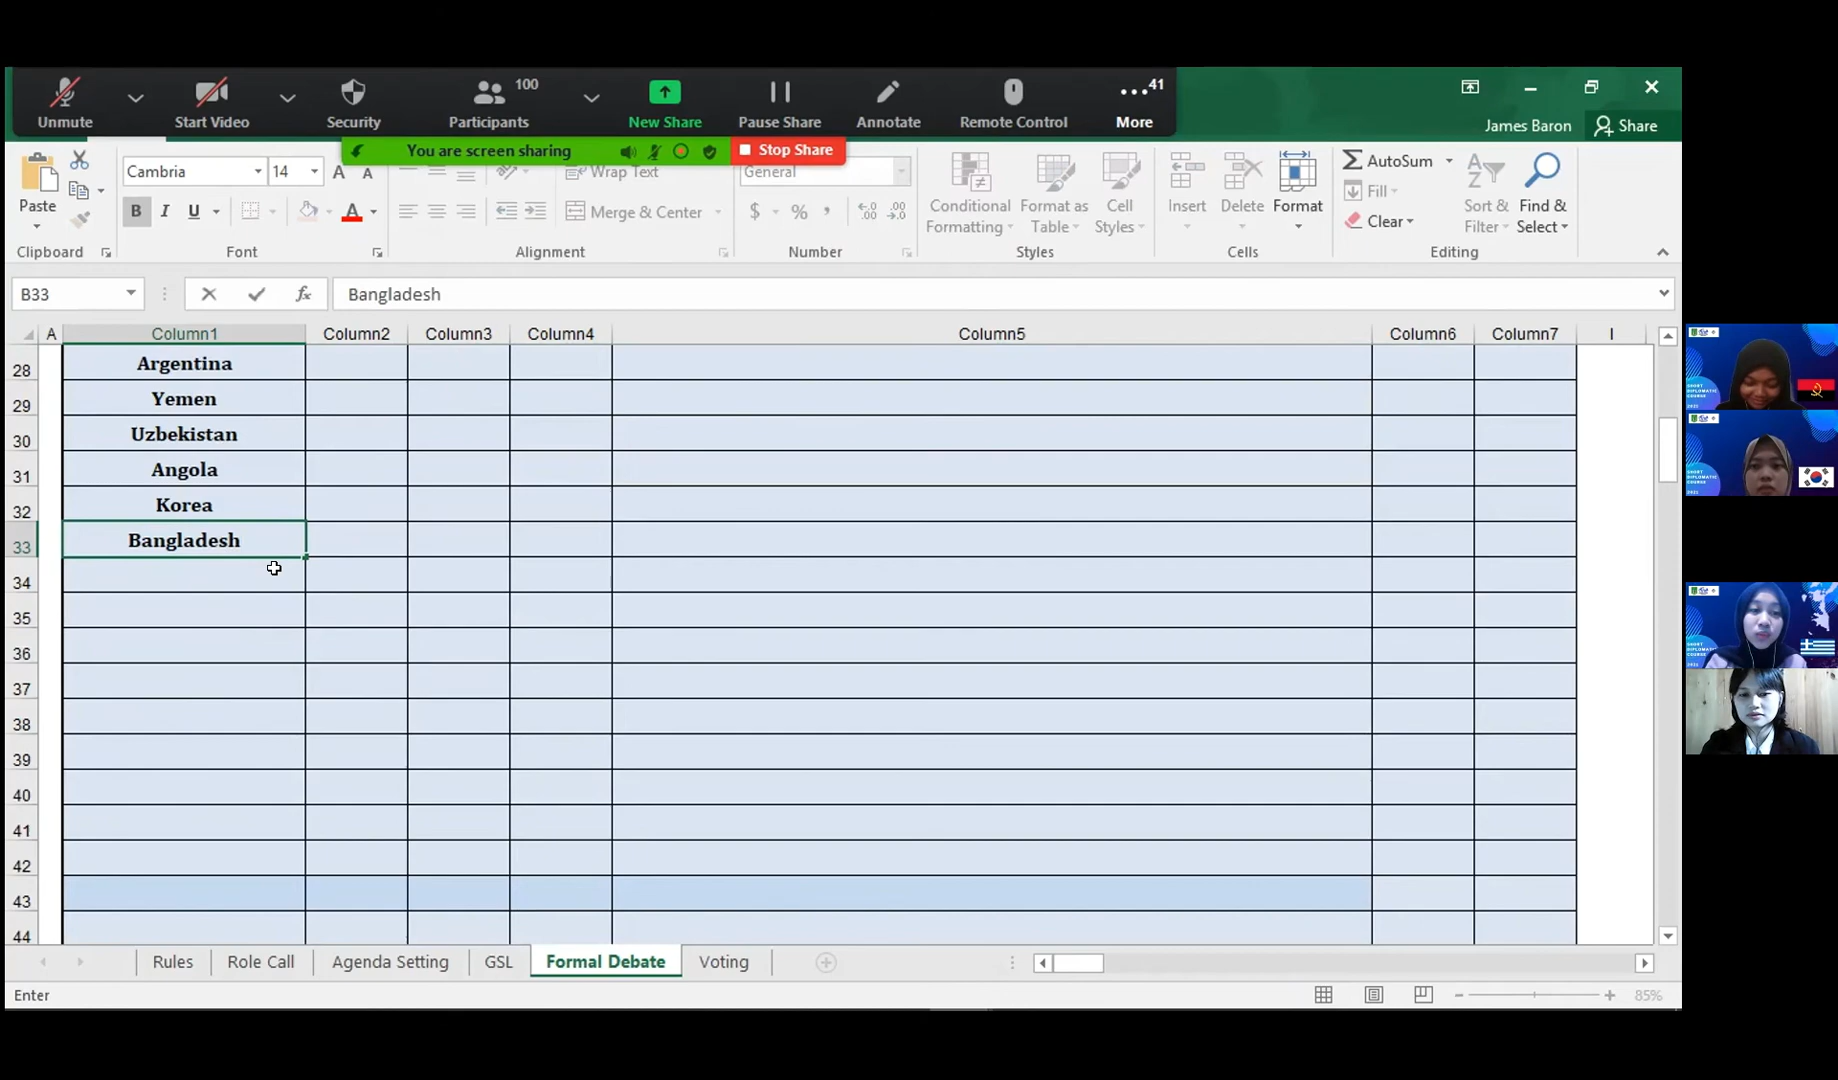 100
41
Unmute Start Video Security Participants New Share Pause Share Annotate Remote Control More
James Baron Share
You are screen sharing Stop Share
Paste
Cambria 14 A A
B I U A
Wrap Text
Merge & Center
General
$ % ,
Conditional Formatting
Format as Table
Cell Styles
Insert Delete Format
AutoSum
Fill
Clear
Sort & Filter
Find & Select
Clipboard Font Alignment Number Styles Cells Editing
B33 fx Bangladesh
A Column1 Column2 Column3 Column4 Column5 Column6 Column7 I
28 Argentina
29 Yemen
30 Uzbekistan
31 Angola
32 Korea
33 Bangladesh
34
35
36
37
38
39
40
41
42
43
44
Rules Role Call Agenda Setting GSL Formal Debate Voting
Enter 85%